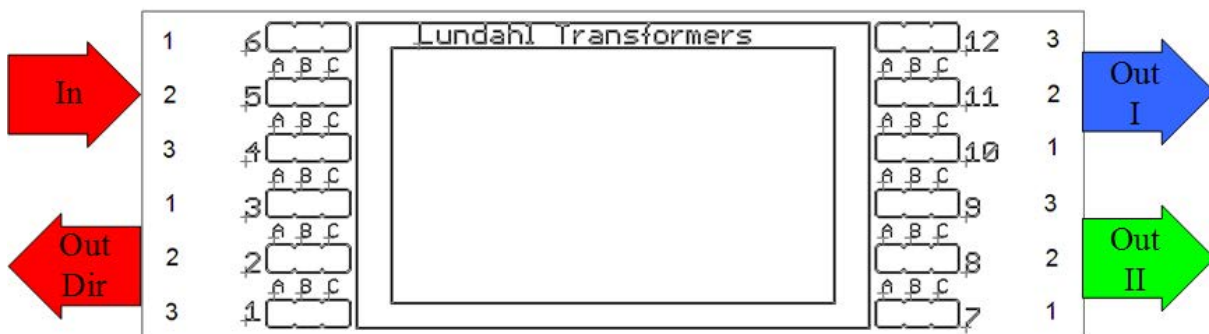 1 6 Lundahl Transformers 12 3
A B C
In 2 5 11 2 Out I
A B C A B C
3 4 10 1
A B C A B C
1 3 9 3
A B C A B C
Out Dir 2 2 8 2 Out II
A B C A B C
3 1 7 1